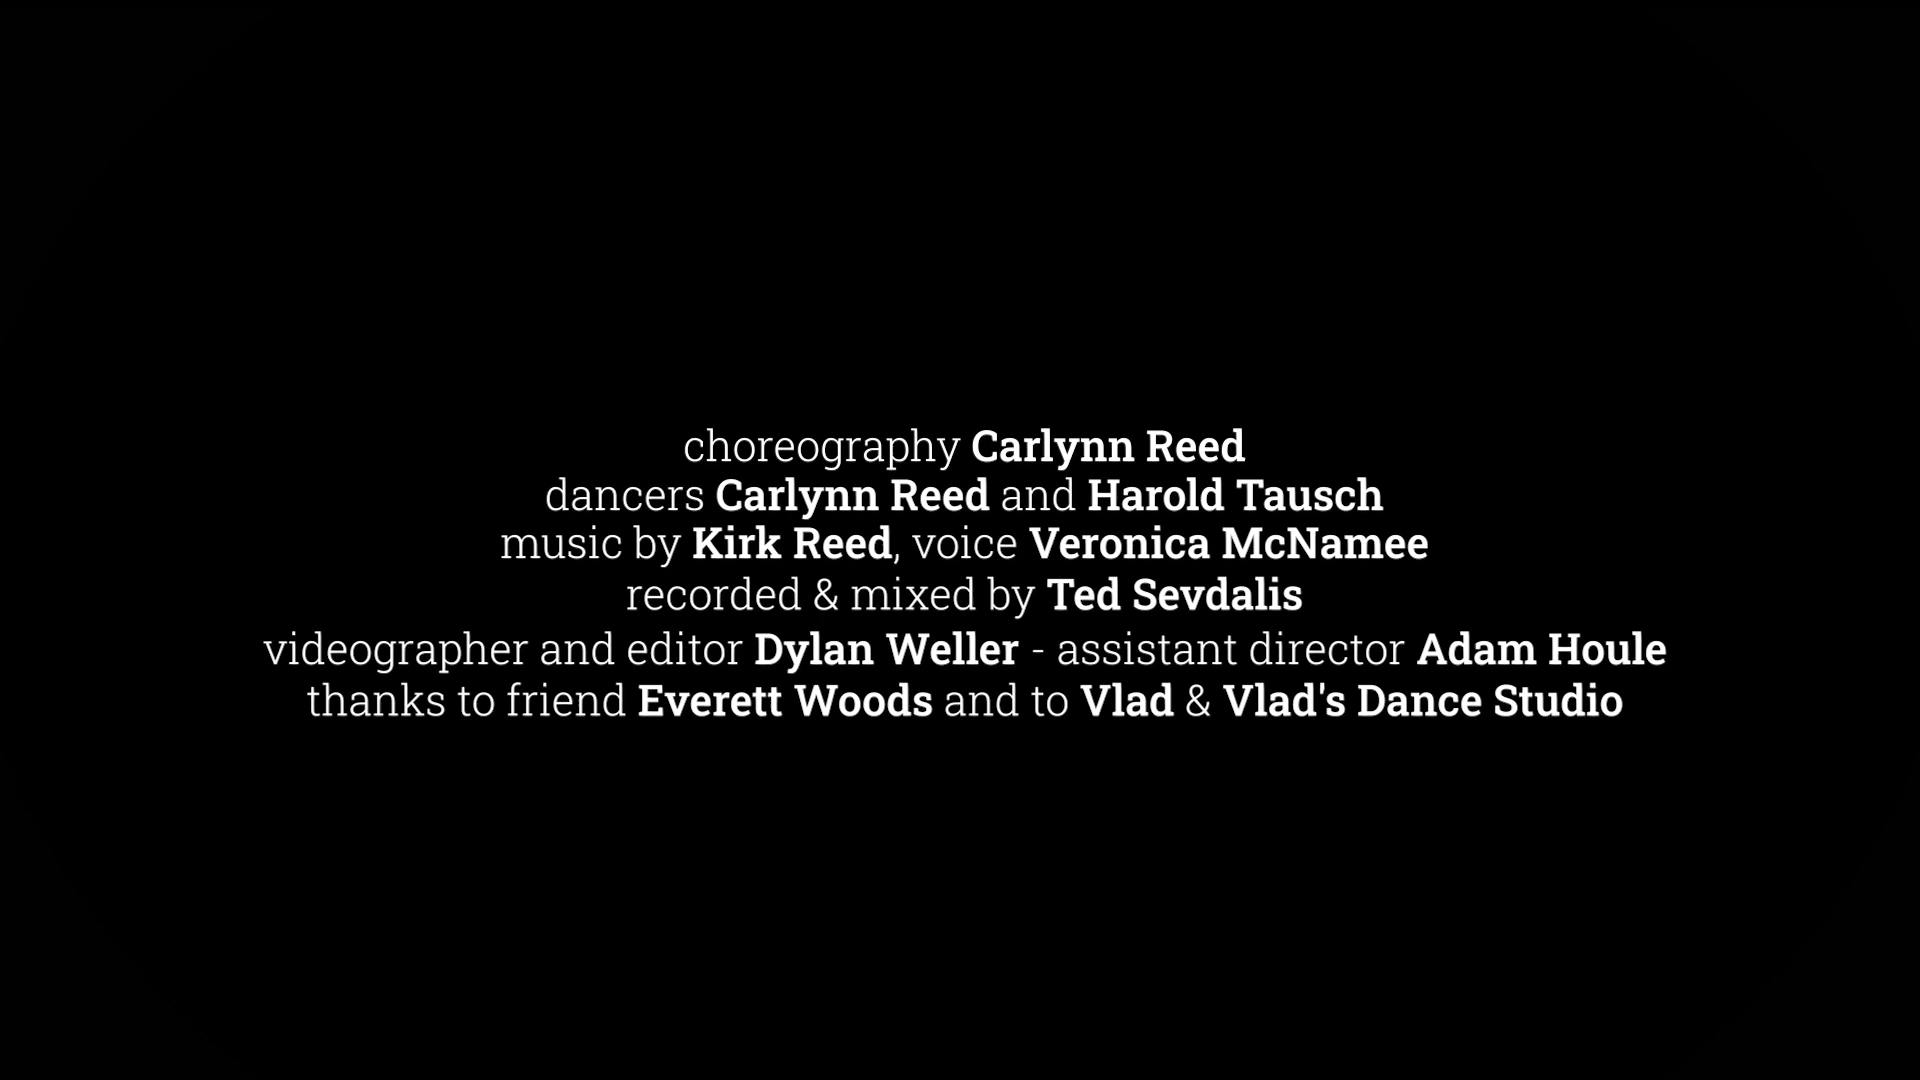 choreography Carlynn Reed
dancers Carlynn Reed and Harold Tausch
music by Kirk Reed, voice Veronica McNamee
recorded & mixed by Ted Sevdalis
videographer and editor Dylan Weller - assistant director Adam Houle
thanks to friend Everett Woods and to Vlad & Vlad's Dance Studio